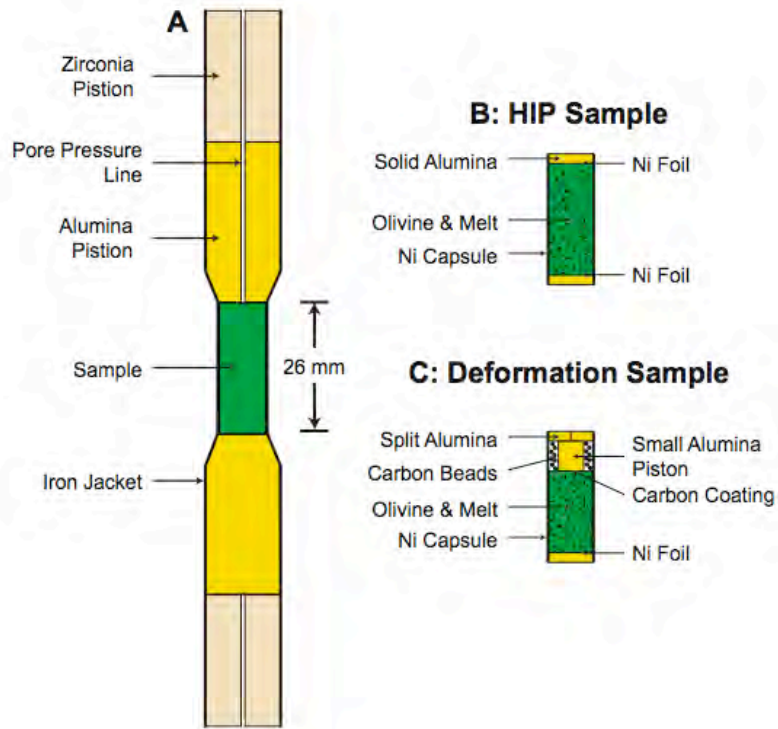 A
Zirconia
Pistion
Pore Pressure
Line
Alumina
Pistion
Sample
26 mm
Iron Jacket
B: HIP Sample
Solid Alumina
Ni Foil
Olivine & Melt
Ni Capsule
Ni Foil
C: Deformation Sample
Split Alumina
Small Alumina
Piston
Carbon Beads
Carbon Coating
Olivine & Melt
Ni Capsule
Ni Foil